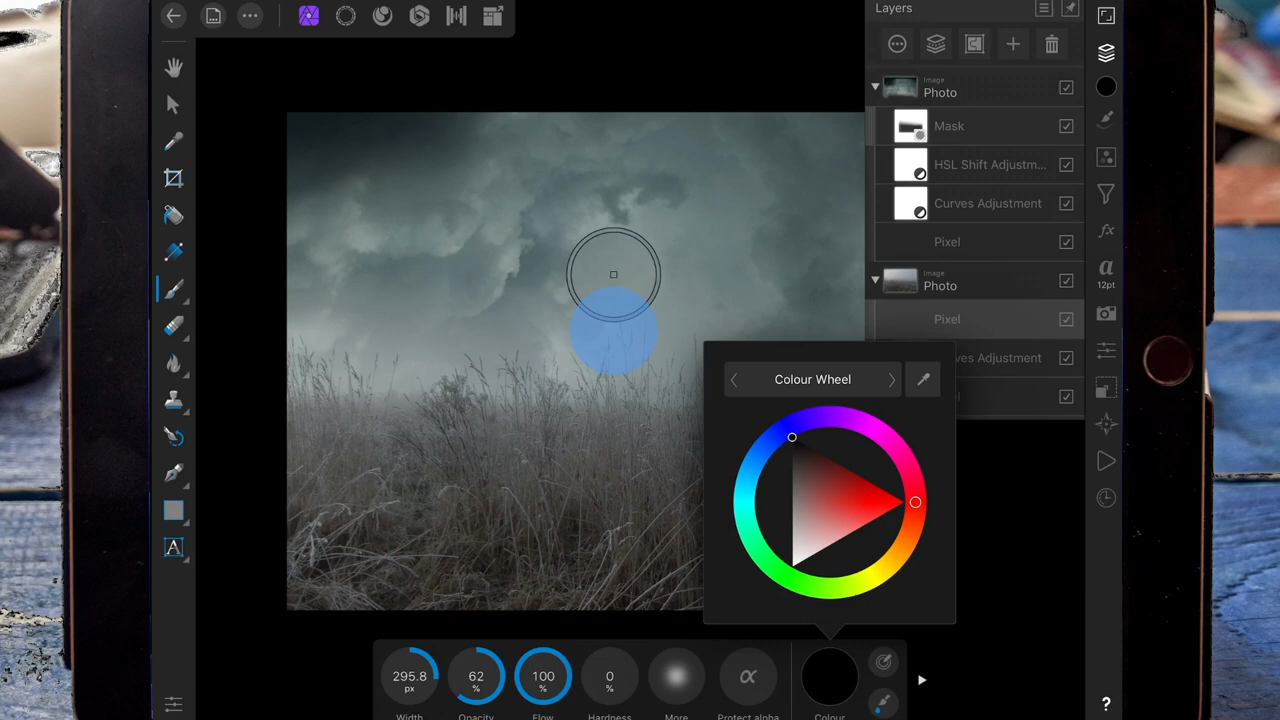 Layers
Image
Photo
Mask
HSL Shift Adjustm...
Curves Adjustment
Pixel
Image
Photo
Pixel
ves Adjustment
a
12pt
fx
A
Colour Wheel
295.8
px
Width
62
%
Opacity
100
%
Flow
0
%
Hardness
More
α
Protect alpha
Colour
?